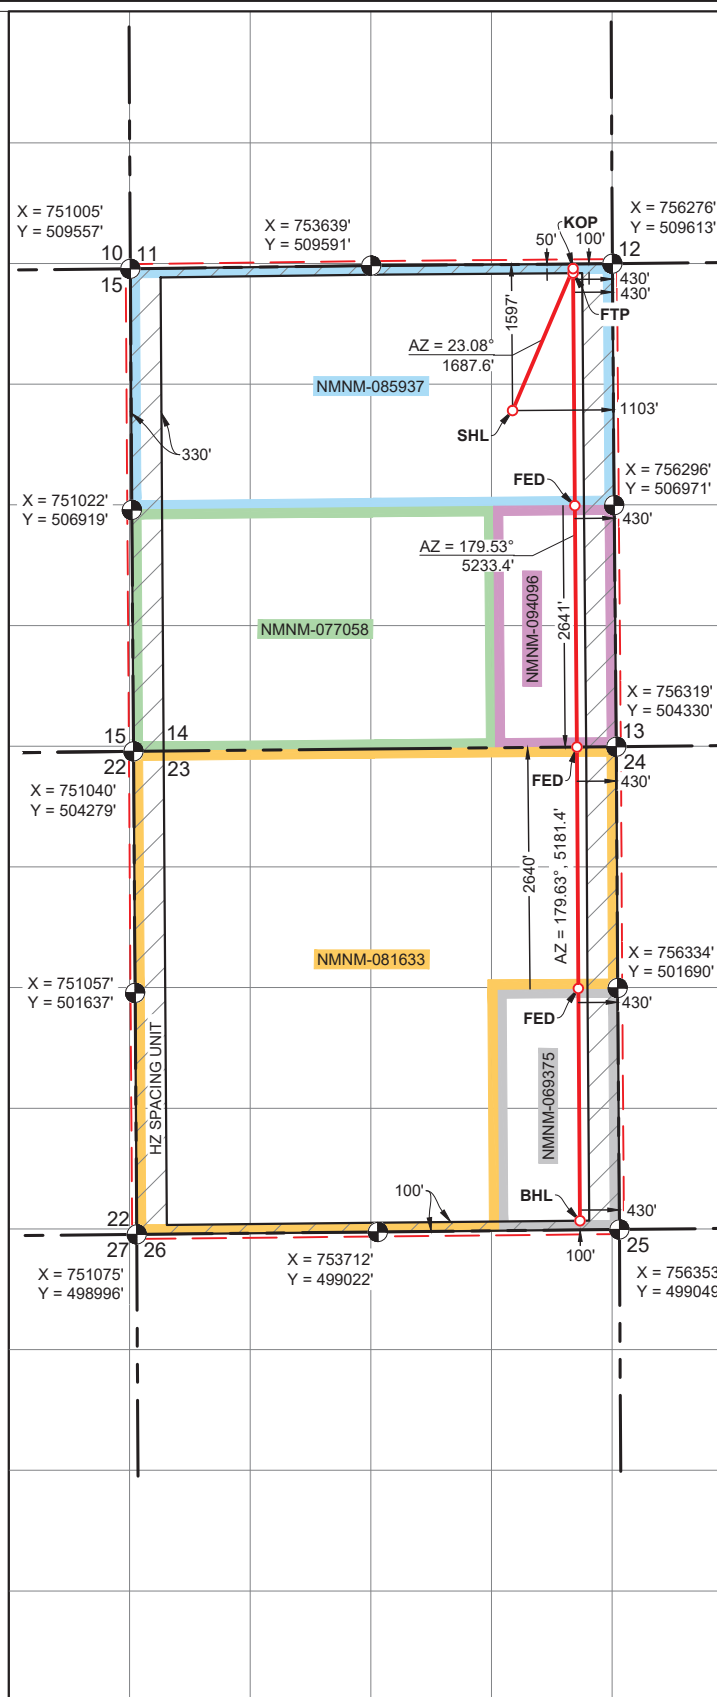 X = 751005'
Y = 509557'
X = 753639'
Y = 509591'
KOP
X = 756276'
Y = 509613'
50'
100'
10
11
12
15
430'
430'
FTP
1597'
AZ = 23.08°
1687.6'
NMNM-085937
1103'
SHL
330'
FED
X = 751022'
Y = 506919'
X = 756296'
Y = 506971'
430'
AZ = 179.53°
5233.4'
NMNM-077058
NMNM-094096
2641'
X = 756319'
Y = 504330'
15
14
13
22
23
24
FED
430'
X = 751040'
Y = 504279'
2640'
AZ = 179.63°, 5181.4'
NMNM-081633
X = 756334'
Y = 501690'
X = 751057'
Y = 501637'
430'
FED
HZ SPACING UNIT
NMNM-069375
100'
BHL
430'
22
27
26
25
100'
X = 753712'
Y = 499022'
X = 751075'
Y = 498996'
X = 756353
Y = 499049